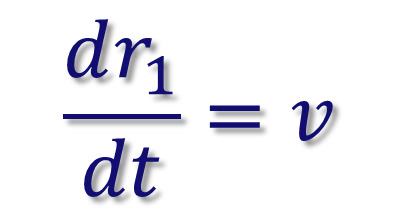 dr₁
dt = v